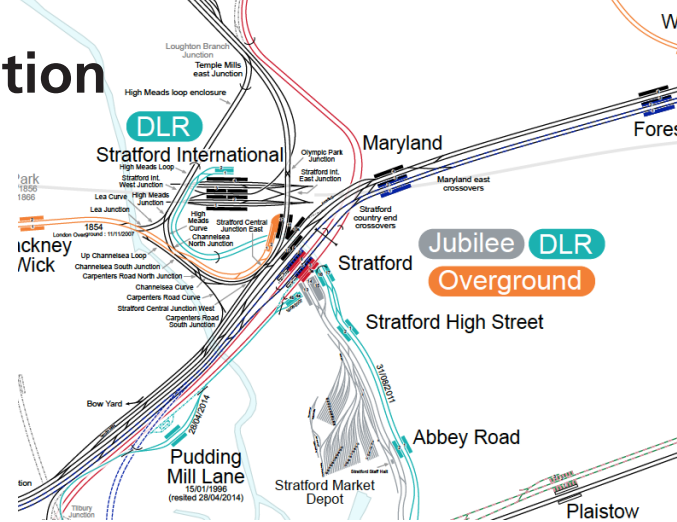 W
tion
Loughton Branch
Junction
Temple Mills
east Junction
High Meads loop enclosure
DLR
Stratford International
Maryland
Fores
High Meads Loop
Stratford Int.
West Junction
Olympic Park
Junction
Stratford Int.
East Junction
Maryland east
crossovers
Park
1856
1866
Lea Curve
High Meads
Junction
Lea Junction
1854
London Overground : 11/11/2007
High
Meads
Curve
Stratford Central
Junction East
Channelsea
North Junction
Stratford
country end
crossovers
ackney
Wick
Up Channelsea Loop
Channelsea South Junction
Carpenters Road North Junction
Channelsea Curve
Carpenters Road Curve
Stratford Central Junction West
Carpenters Road
South Junction
Stratford
Jubilee
DLR
Overground
Stratford High Street
31/08/2011
Bow Yard
28/04/2014
Abbey Road
Pudding
Mill Lane
15/01/1996
(resited 28/04/2014)
Stratford Staff Halt
Stratford Market
Depot
tion
Tilbury
Junction
Plaistow